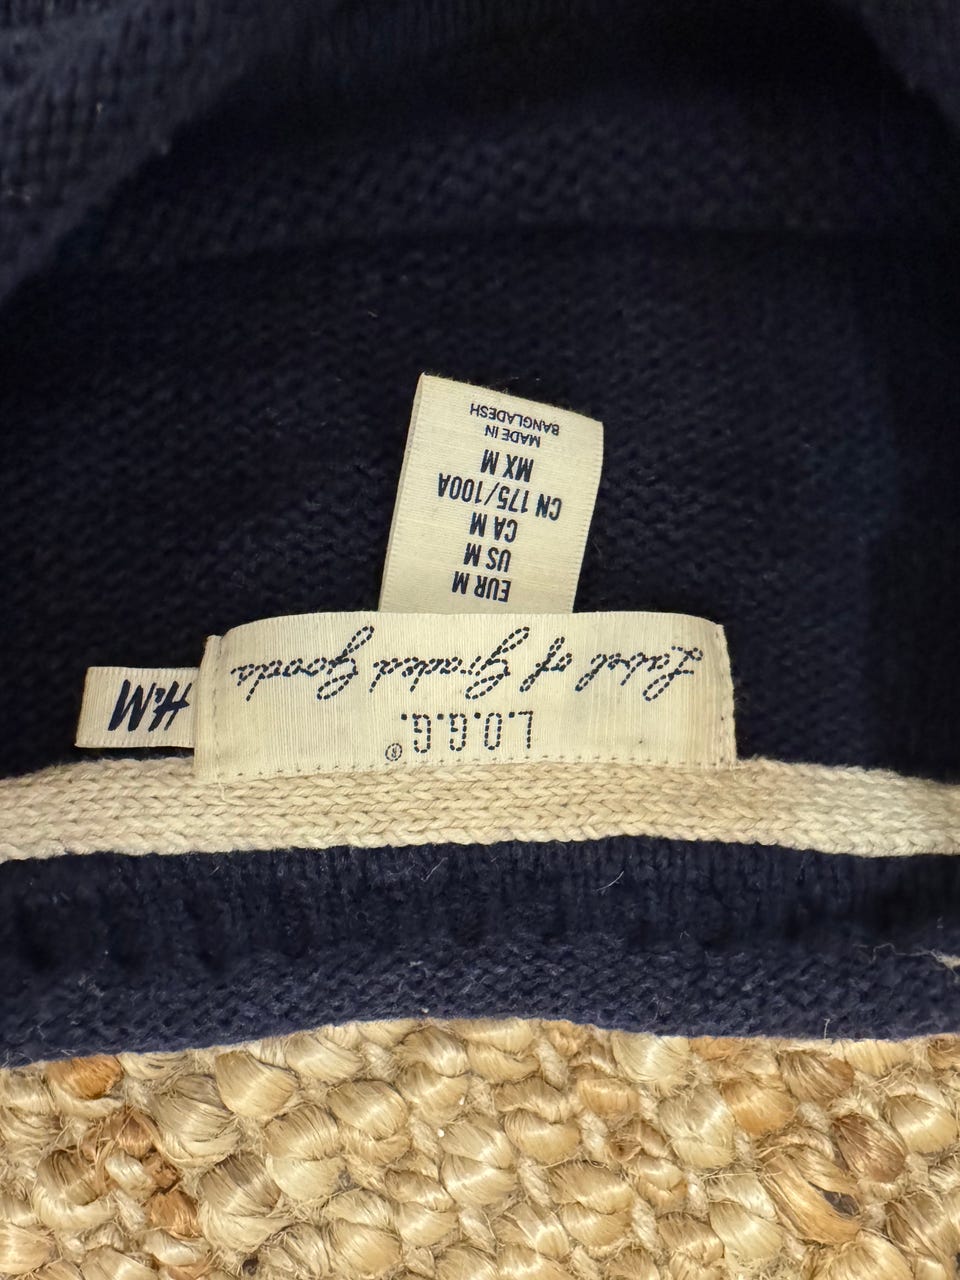 L.O.G.G.®
Label of Graded Goods
H&M
EUR M
US M
CA M
CN 175/100A
MX M
MADE IN
BANGLADESH